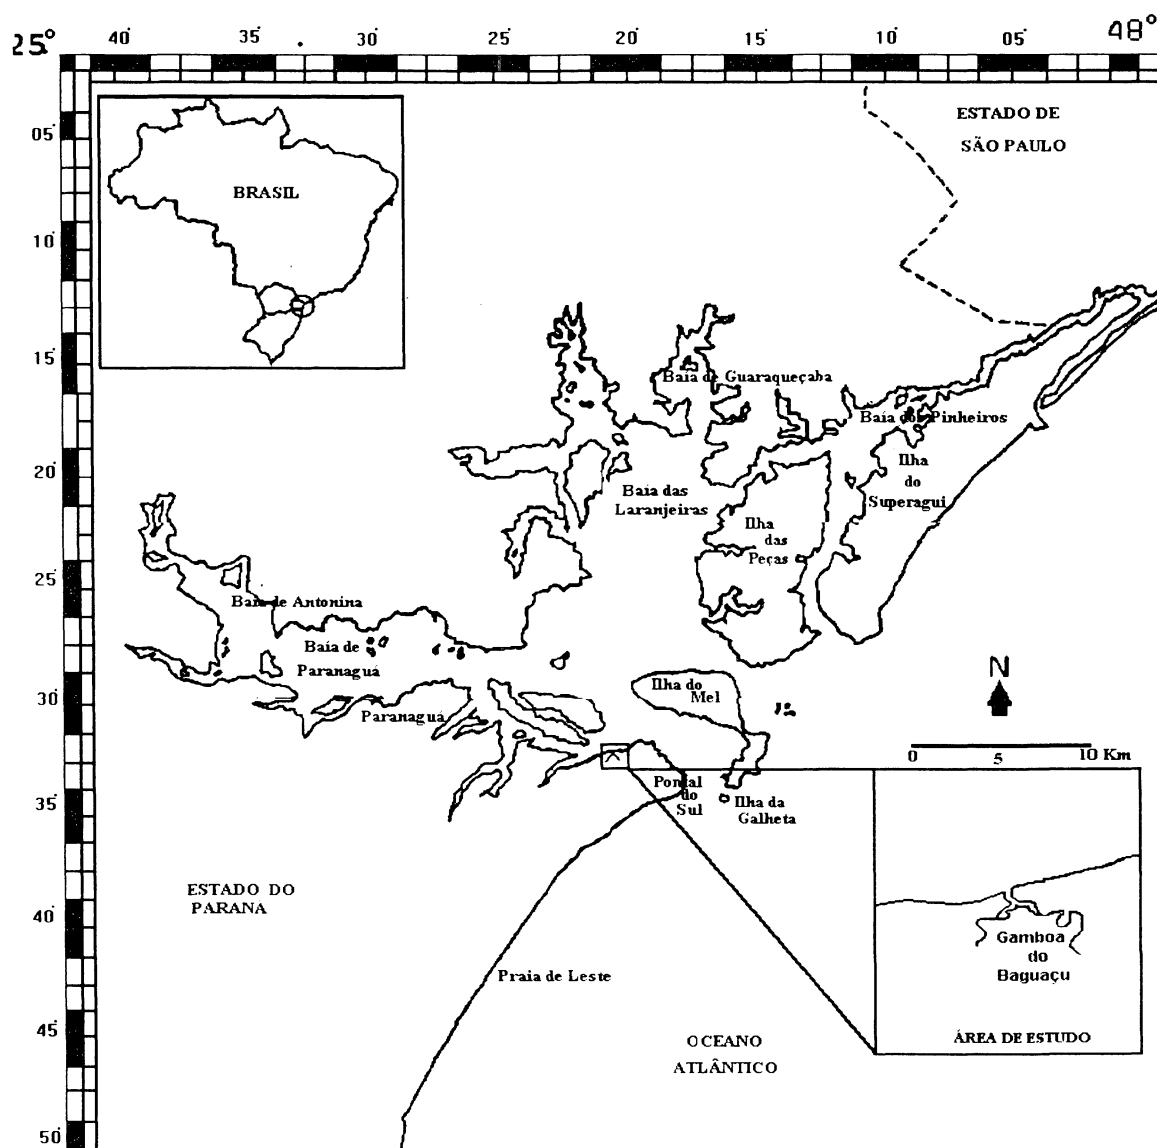 25° 40' 35' 30' 25' 20' 15' 10' 05' 48°
ESTADO DE
SÃO PAULO
05'
BRASIL
10'
15'
Baía de Guaraqueçaba
Baía dos Pinheiros
20'
Ilha
do
Superagui
Baía das
Laranjeiras
Ilha
das
Peças
25'
Baía de Antonina
Baía de
Paranaguá
30'
Ilha do
Mel
N
Paranaguá
0 5 10 Km
Pontal
do
Sul
35'
Ilha da
Galheta
ESTADO DO
PARANA
40'
Gamboa
do
Baguaçu
Praia de Leste
45'
ÁREA DE ESTUDO
OCEANO
ATLÂNTICO
50'